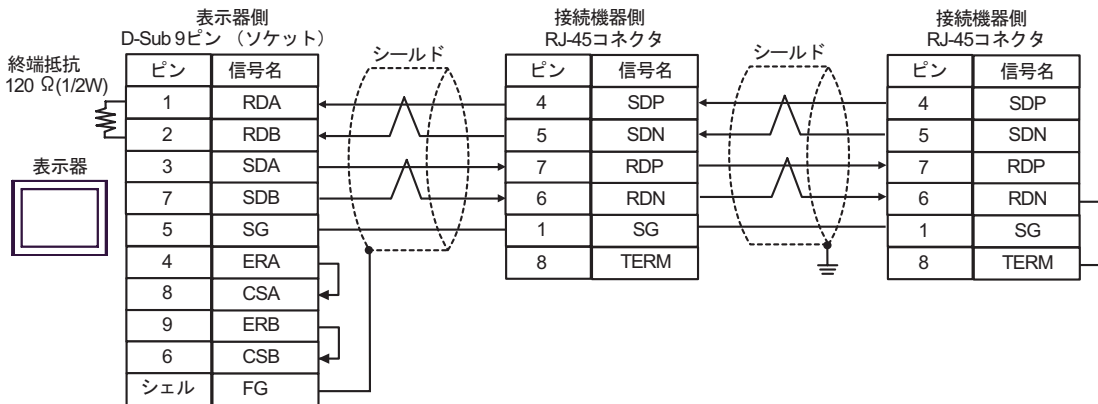 表示器側
D-Sub 9ピン （ソケット）
終端抵抗
120 Ω(1/2W)
表示器
ピン 信号名
1 RDA
2 RDB
3 SDA
7 SDB
5 SG
4 ERA
8 CSA
9 ERB
6 CSB
シェル FG
シールド
接続機器側
RJ-45コネクタ
ピン 信号名
4 SDP
5 SDN
7 RDP
6 RDN
1 SG
8 TERM
シールド
接続機器側
RJ-45コネクタ
ピン 信号名
4 SDP
5 SDN
7 RDP
6 RDN
1 SG
8 TERM